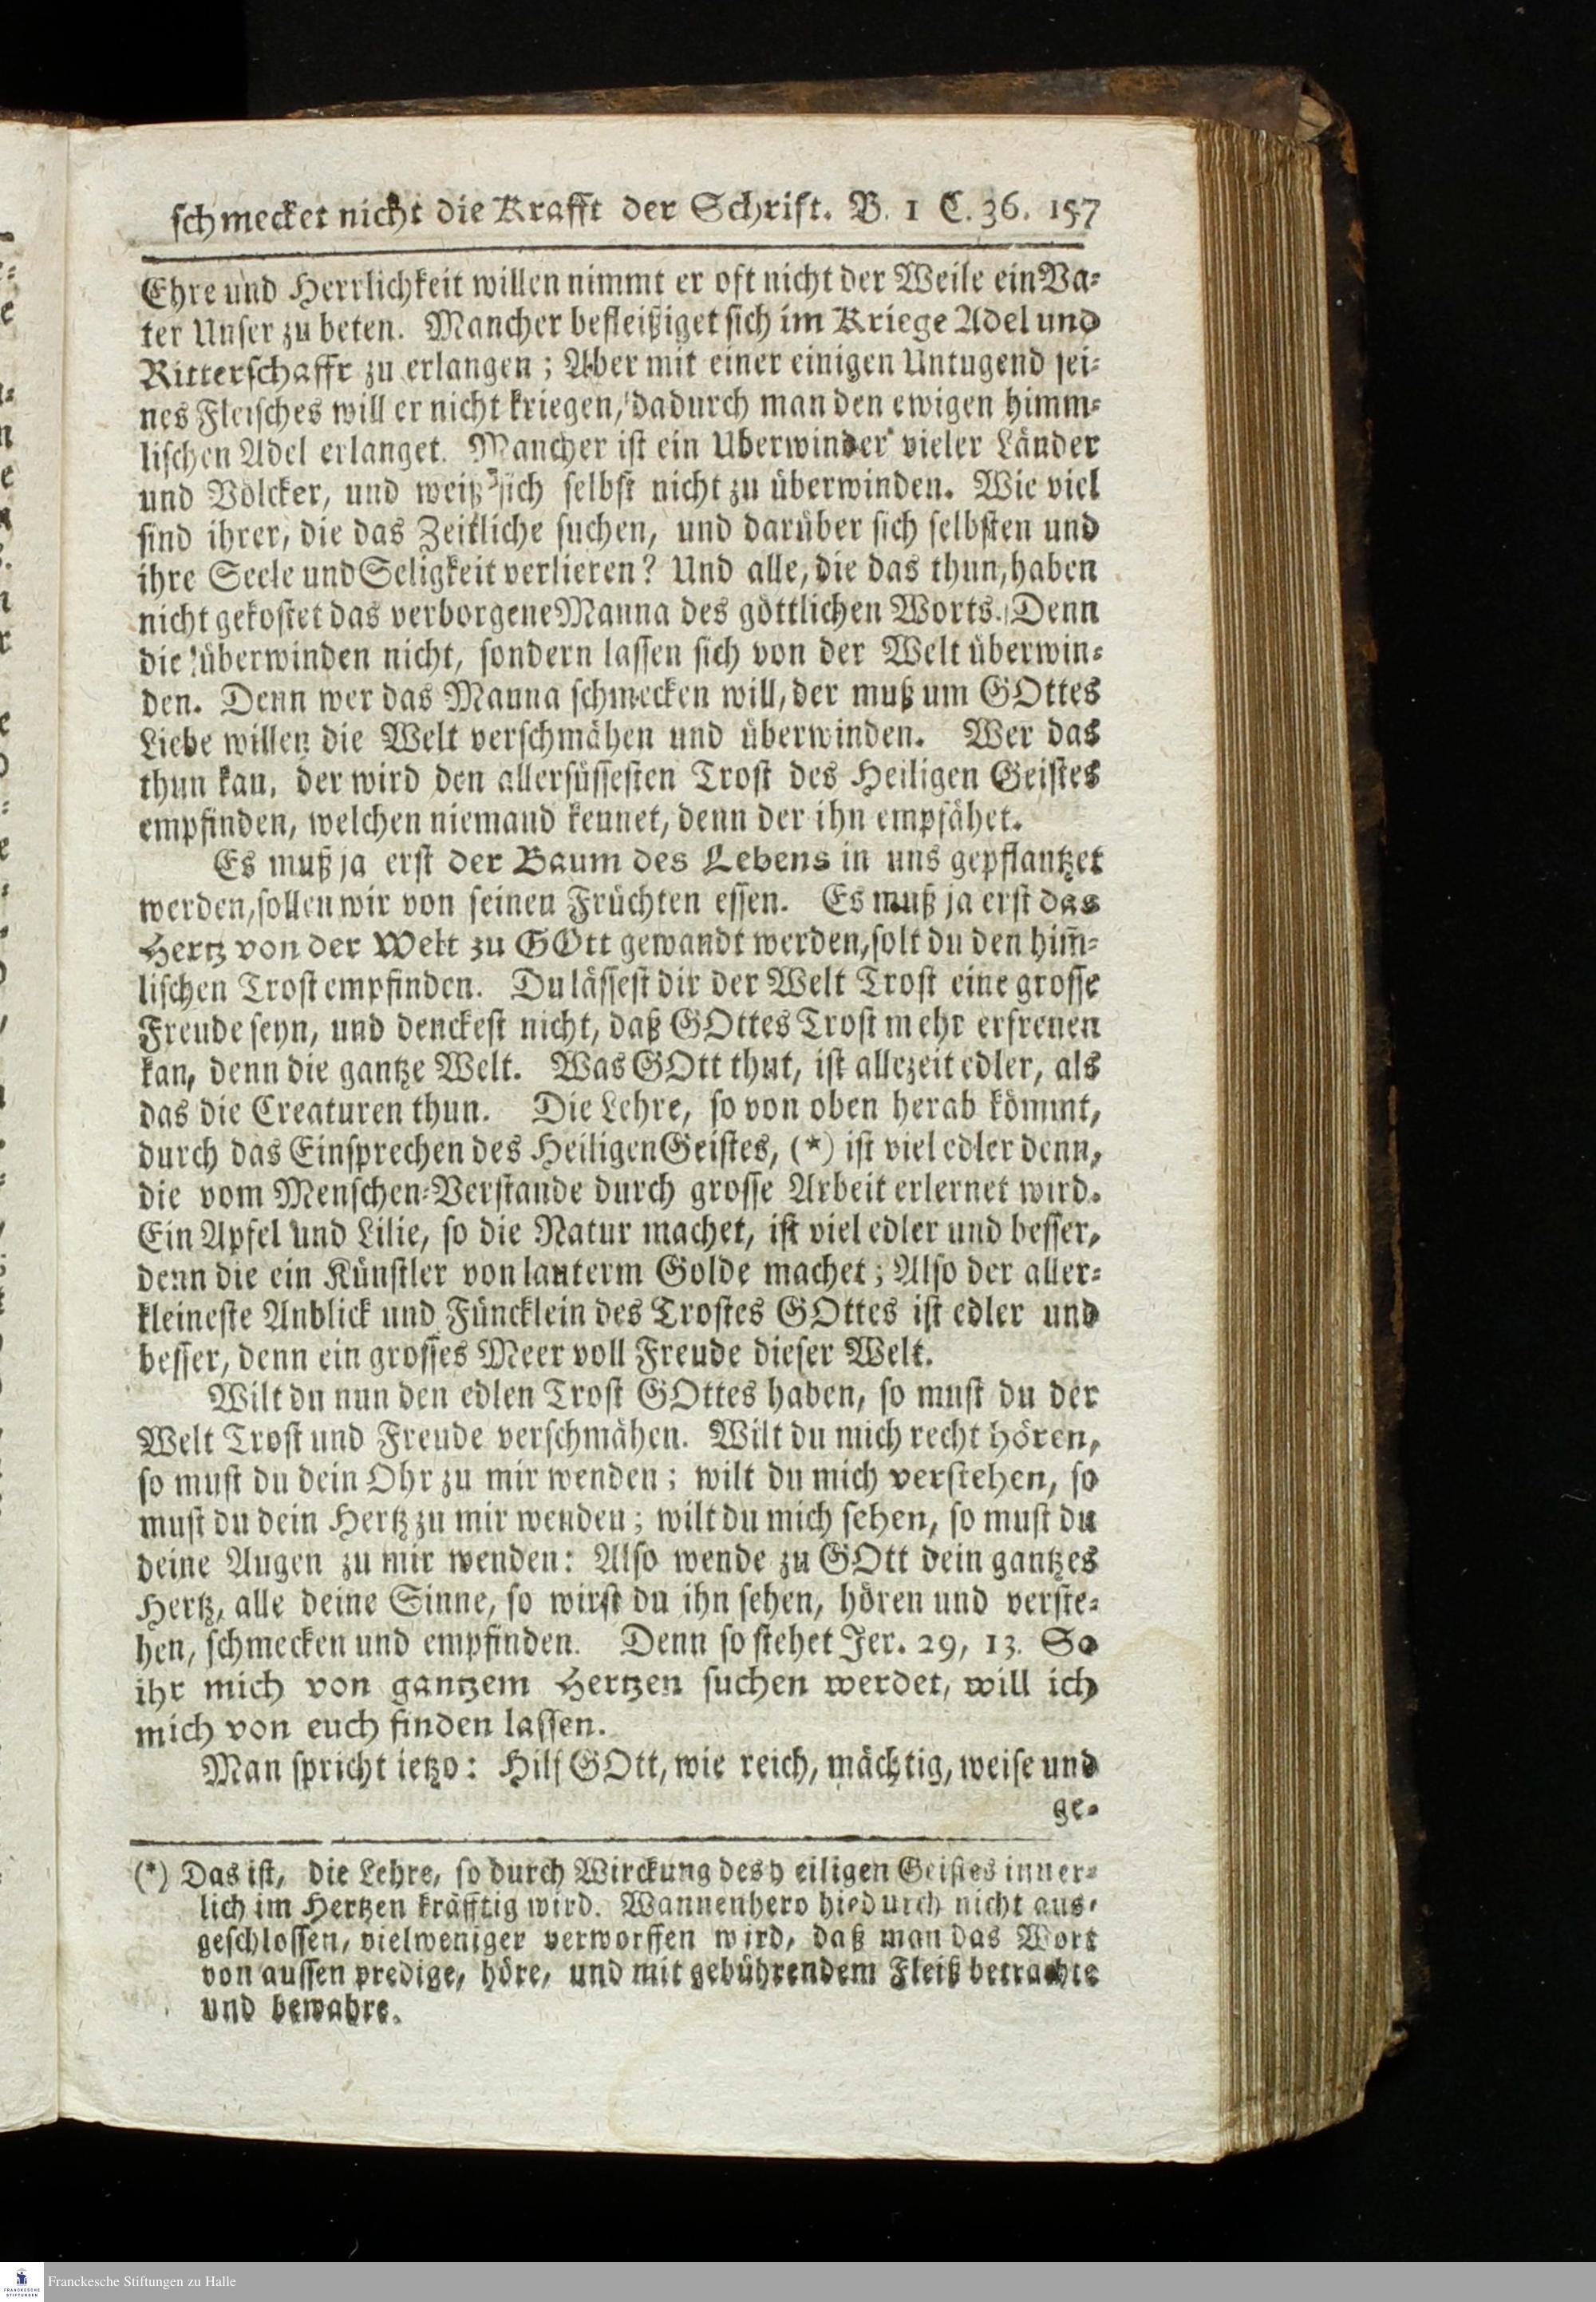 schmecket nicht die Krafft der Schrift. B. 1 C. 36. 157
Ehre und Herrlichkeit willen nimmt er oft nicht der Weile ein Va-
ter Unser zu beten. Mancher befleißiget sich im Kriege Adel und
Ritterschafft zu erlangen; Aber mit einer einigen Untugend sei-
nes Fleisches will er nicht kriegen, dadurch man den ewigen himm-
lischen Adel erlanget. Mancher ist ein Uberwinder vieler Länder
und Völcker, und weiß sich selbst nicht zu überwinden. Wie viel
sind ihrer, die das Zeitliche suchen, und darüber sich selbsten und
ihre Seele und Seligkeit verlieren? Und alle, die das thun, haben
nicht gekostet das verborgene Manna des göttlichen Worts. Denn
die überwinden nicht, sondern lassen sich von der Welt überwin-
den. Denn wer das Manna schmecken will, der muß um GOttes
Liebe willen die Welt verschmähen und überwinden. Wer das
thun kan, der wird den allersüssesten Trost des Heiligen Geistes
empfinden, welchen niemand kennet, denn der ihn empfähet.
Es muß ja erst der Baum des Lebens in uns gepflantzet
werden, sollen wir von seinen Früchten essen. Es muß ja erst das
Hertz von der Welt zu GOtt gewandt werden, solt du den him̄-
lischen Trost empfinden. Du lässest dir der Welt Trost eine grosse
Freude seyn, und denckest nicht, daß GOttes Trost mehr erfreuen
kan, denn die gantze Welt. Was GOtt thut, ist allezeit edler, als
das die Creaturen thun. Die Lehre, so von oben herab kömmt,
durch das Einsprechen des Heiligen Geistes, (*) ist viel edler denn,
die vom Menschen-Verstande durch grosse Arbeit erlernet wird.
Ein Apfel und Lilie, so die Natur machet, ist viel edler und besser,
denn die ein Künstler von lauterm Golde machet; Also der aller-
kleineste Anblick und Füncklein des Trostes GOttes ist edler und
besser, denn ein grosses Meer voll Freude dieser Welt.
Wilt du nun den edlen Trost GOttes haben, so must du der
Welt Trost und Freude verschmähen. Wilt du mich recht hören,
so must du dein Ohr zu mir wenden; wilt du mich verstehen, so
must du dein Hertz zu mir wenden; wilt du mich sehen, so must du
deine Augen zu mir wenden: Also wende zu GOtt dein gantzes
Hertz, alle deine Sinne, so wirst du ihn sehen, hören und verste-
hen, schmecken und empfinden. Denn so stehet Jer. 29, 13. So
ihr mich von gantzem Hertzen suchen werdet, will ich
mich von euch finden lassen.
Man spricht ietzo: Hilf GOtt, wie reich, mächtig, weise und
ge-
(*) Das ist, die Lehre, so durch Wirckung des heiligen Geistes inner-
lich im Hertzen kräfftig wird. Wannenhero hiedurch nicht aus-
geschlossen, vielweniger verworffen wird, daß man das Wort
von aussen predige, höre, und mit gebührendem Fleiß betrachte
und bewahre.
Franckesche Stiftungen zu Halle